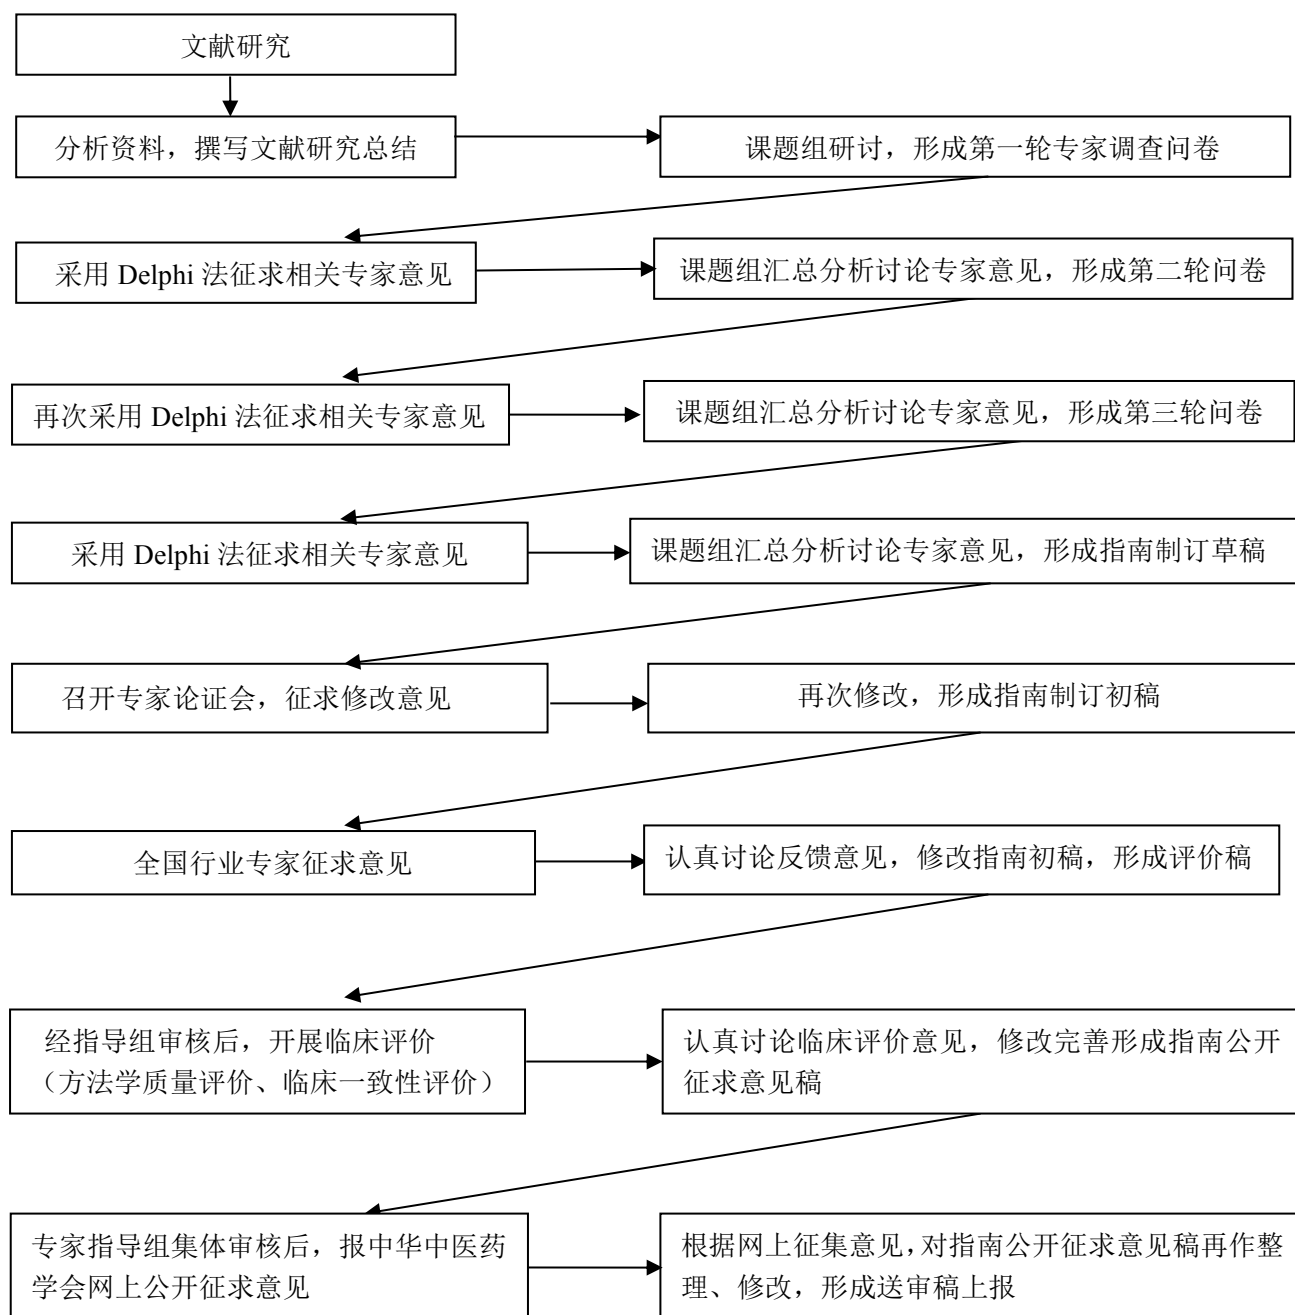 文献研究
分析资料，撰写文献研究总结
课题组研讨，形成第一轮专家调查问卷
采用 Delphi 法征求相关专家意见
课题组汇总分析讨论专家意见，形成第二轮问卷
再次采用 Delphi 法征求相关专家意见
课题组汇总分析讨论专家意见，形成第三轮问卷
采用 Delphi 法征求相关专家意见
课题组汇总分析讨论专家意见，形成指南制订草稿
召开专家论证会，征求修改意见
再次修改，形成指南制订初稿
全国行业专家征求意见
认真讨论反馈意见，修改指南初稿，形成评价稿
经指导组审核后，开展临床评价
（方法学质量评价、临床一致性评价）
认真讨论临床评价意见，修改完善形成指南公开
征求意见稿
专家指导组集体审核后，报中华中医药
学会网上公开征求意见
根据网上征集意见，对指南公开征求意见稿再作整
理、修改，形成送审稿上报